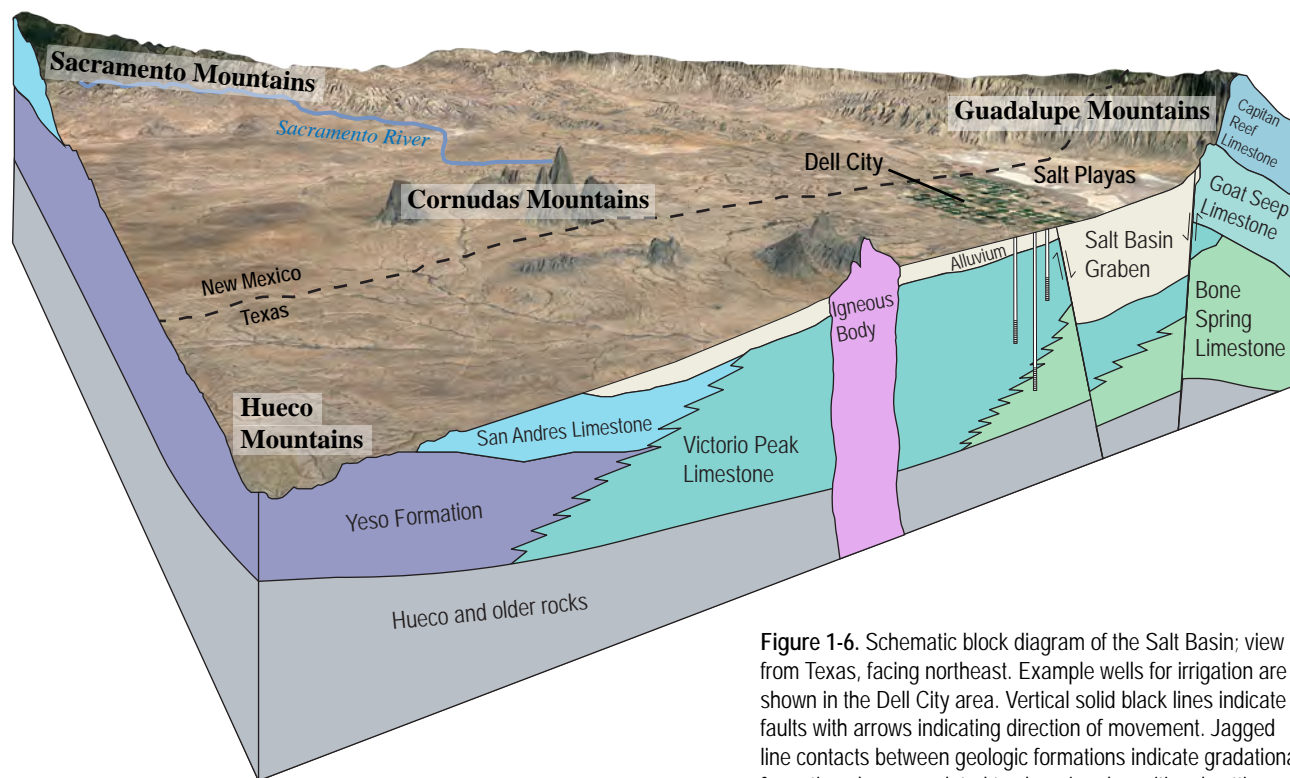 Sacramento Mountains
Sacramento River
Guadalupe Mountains
Capitan
Reef
Limestone
Dell City
Salt Playas
Cornudas Mountains
Goat Seep
Limestone
Salt Basin
Graben
Alluvium
New Mexico
Texas
Igneous
Body
Bone
Spring
Limestone
Hueco
Mountains
San Andres Limestone
Victorio Peak
Limestone
Yeso Formation
Hueco and older rocks
Figure 1-6. Schematic block diagram of the Salt Basin; view
from Texas, facing northeast. Example wells for irrigation are
shown in the Dell City area. Vertical solid black lines indicate
faults with arrows indicating direction of movement. Jagged
line contacts between geologic formations indicate gradationa